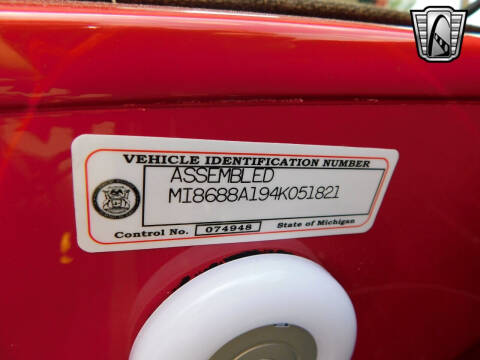 VEHICLE IDENTIFICATION NUMBER
ASSEMBLED
MI8688A194K051821
Control No. 074948 State of Michigan